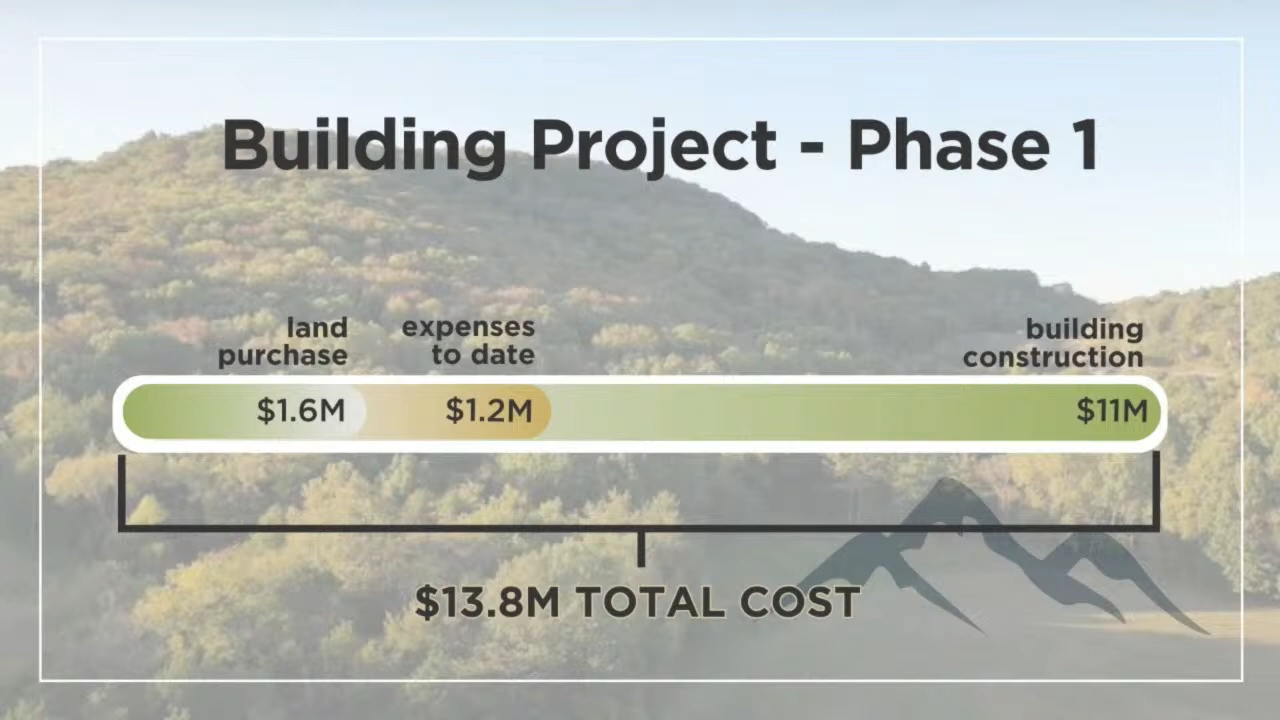 Building Project - Phase 1
land
purchase
expenses
to date
building
construction
$1.6M
$1.2M
$11M
$13.8M TOTAL COST